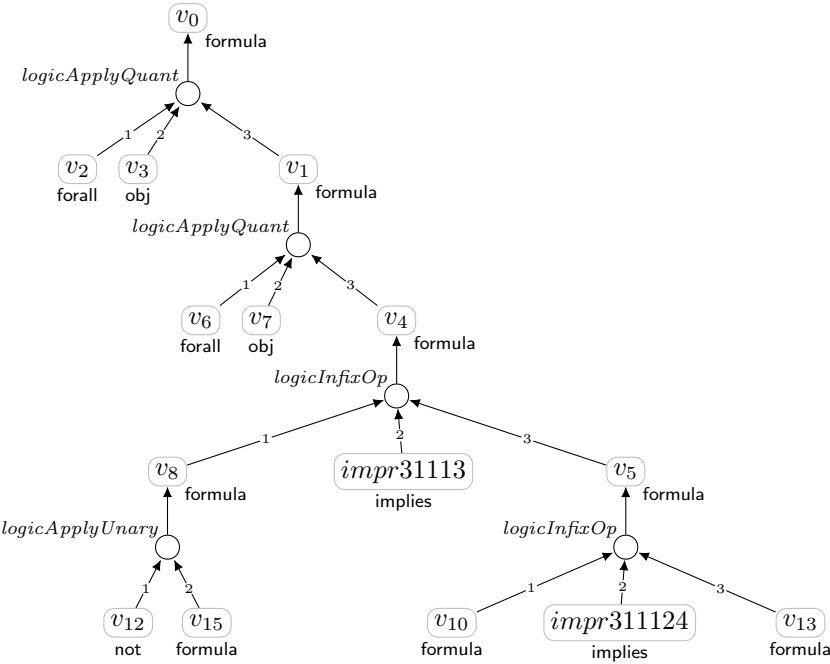 v₀
formula
logicApplyQuant
1 2 3
v₂ v₃ v₁
forall obj formula
logicApplyQuant
1 2 3
v₆ v₇ v₄
forall obj formula
logicInfixOp
1 2 3
v₈ impr31113 v₅
formula implies formula
logicApplyUnary logicInfixOp
1 2 1 2 3
v₁₂ v₁₅ v₁₀ impr311124 v₁₃
not formula formula implies formula